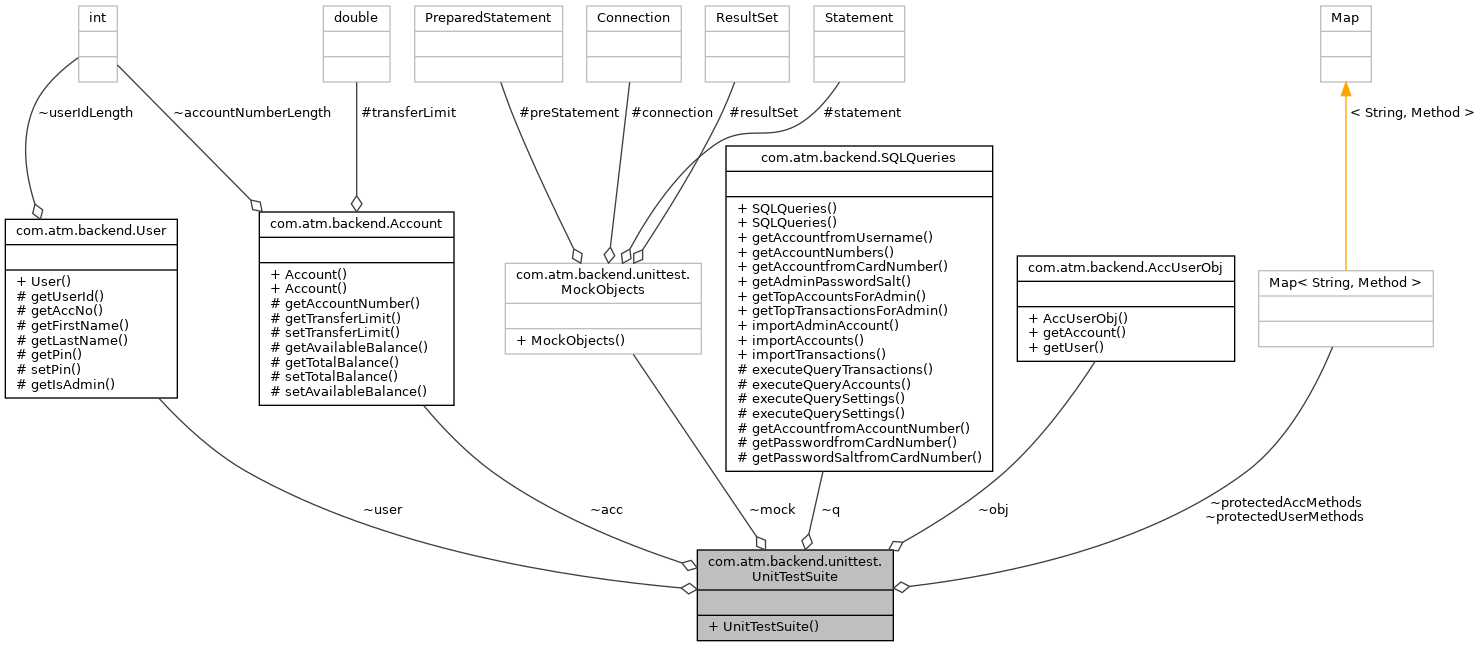 int
double
PreparedStatement
Connection
ResultSet
Statement
Map
~userIdLength
~accountNumberLength
#transferLimit
#preStatement
#connection
#resultSet
#statement
< String, Method >
com.atm.backend.User
+ User()
# getUserId()
# getAccNo()
# getFirstName()
# getLastName()
# getPin()
# setPin()
# getIsAdmin()
com.atm.backend.Account
+ Account()
+ Account()
# getAccountNumber()
# getTransferLimit()
# setTransferLimit()
# getAvailableBalance()
# getTotalBalance()
# setTotalBalance()
# setAvailableBalance()
com.atm.backend.unittest.
MockObjects
+ MockObjects()
com.atm.backend.SQLQueries
+ SQLQueries()
+ SQLQueries()
+ getAccountfromUsername()
+ getAccountNumbers()
+ getAccountfromCardNumber()
+ getAdminPasswordSalt()
+ getTopAccountsForAdmin()
+ getTopTransactionsForAdmin()
+ importAdminAccount()
+ importAccounts()
+ importTransactions()
# executeQueryTransactions()
# executeQueryAccounts()
# executeQuerySettings()
# executeQuerySettings()
# getAccountfromAccountNumber()
# getPasswordfromCardNumber()
# getPasswordSaltfromCardNumber()
com.atm.backend.AccUserObj
+ AccUserObj()
+ getAccount()
+ getUser()
Map< String, Method >
~user
~acc
~mock
~q
~obj
~protectedAccMethods
~protectedUserMethods
com.atm.backend.unittest.
UnitTestSuite
+ UnitTestSuite()